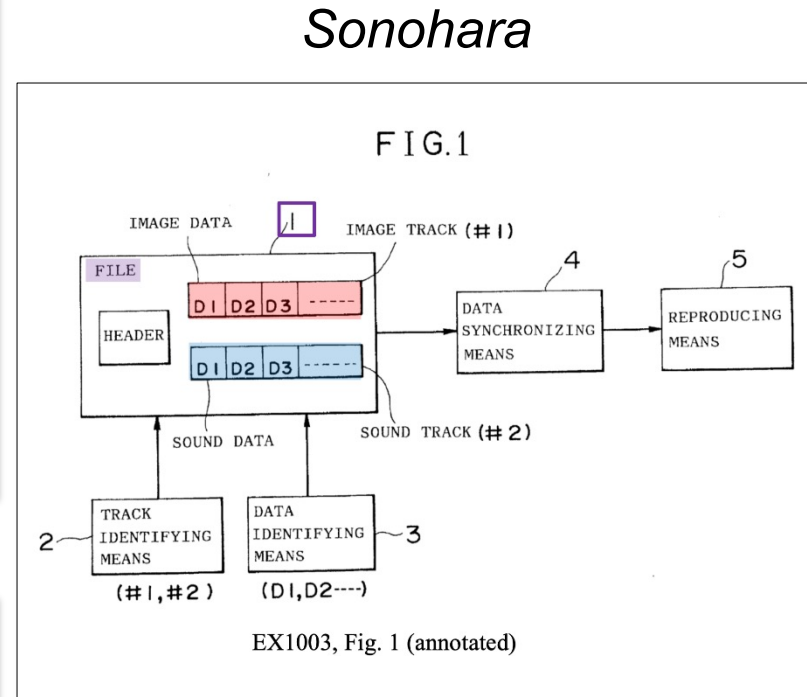 Sonohara
FIG.1
IMAGE DATA
1
IMAGE TRACK (#1)
FILE
D1 D2 D3 -----
HEADER
D1 D2 D3 ------
SOUND DATA
SOUND TRACK (#2)
4
DATA
SYNCHRONIZING
MEANS
5
REPRODUCING
MEANS
2
TRACK
IDENTIFYING
MEANS
(#1,#2)
DATA
IDENTIFYING
MEANS
3
(D1,D2----)
EX1003, Fig. 1 (annotated)